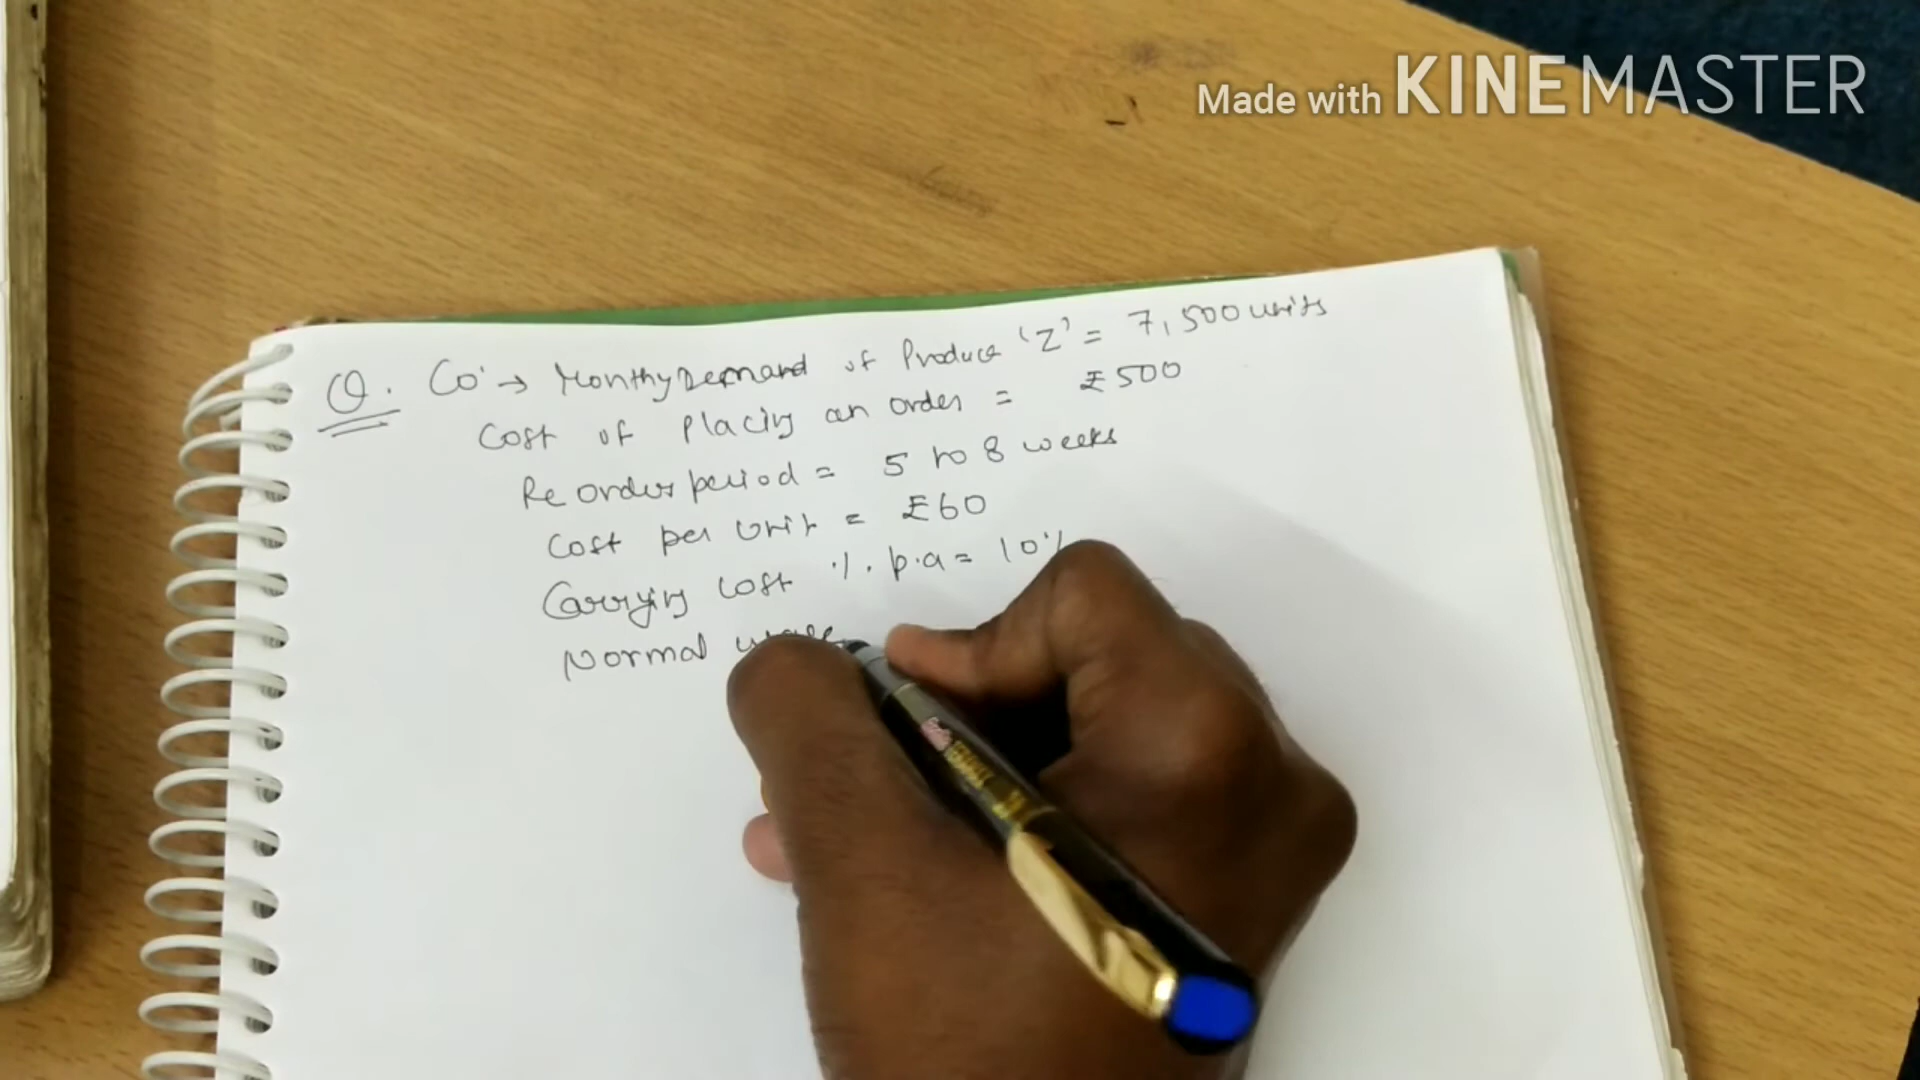 Made with KINEMASTER
Q. Co' → Monthy Demand of Produce 'Z' = 7,500 units
Cost of Placing an order = ₤500
Re order period = 5 to 8 weeks
Cost per Unit = ₤60
Carrying Cost %. p.a = 10%
Normal